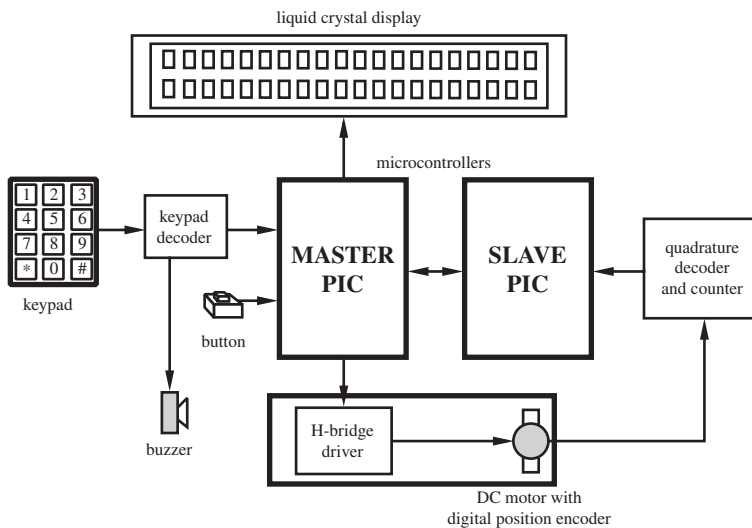 liquid crystal display
microcontrollers
1 2 3
4 5 6
7 8 9
* 0 #
keypad
keypad
decoder
MASTER
PIC
SLAVE
PIC
quadrature
decoder
and counter
button
buzzer
H-bridge
driver
DC motor with
digital position encoder